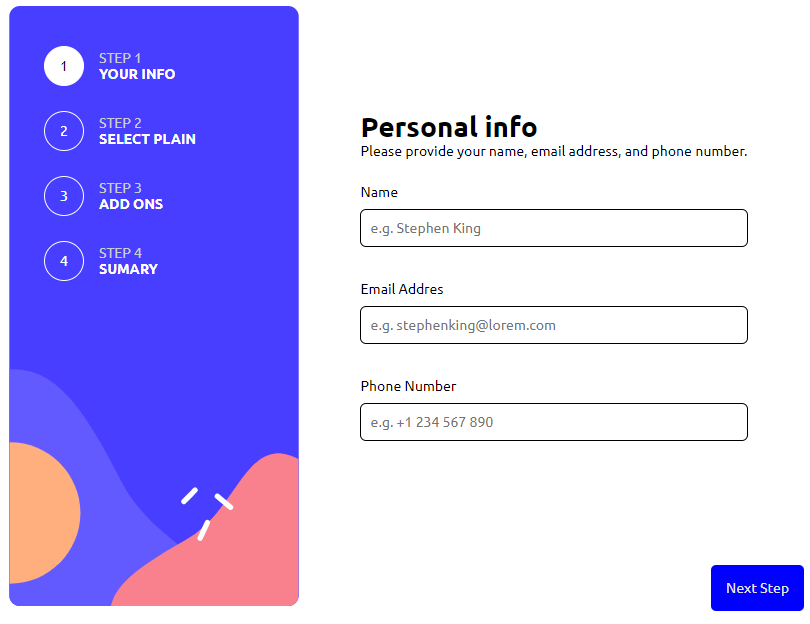 1
STEP 1
YOUR INFO
2
STEP 2
SELECT PLAIN
3
STEP 3
ADD ONS
4
STEP 4
SUMARY
Personal info
Please provide your name, email address, and phone number.
Name
e.g. Stephen King
Email Addres
e.g. stephenking@lorem.com
Phone Number
e.g. +1 234 567 890
Next Step